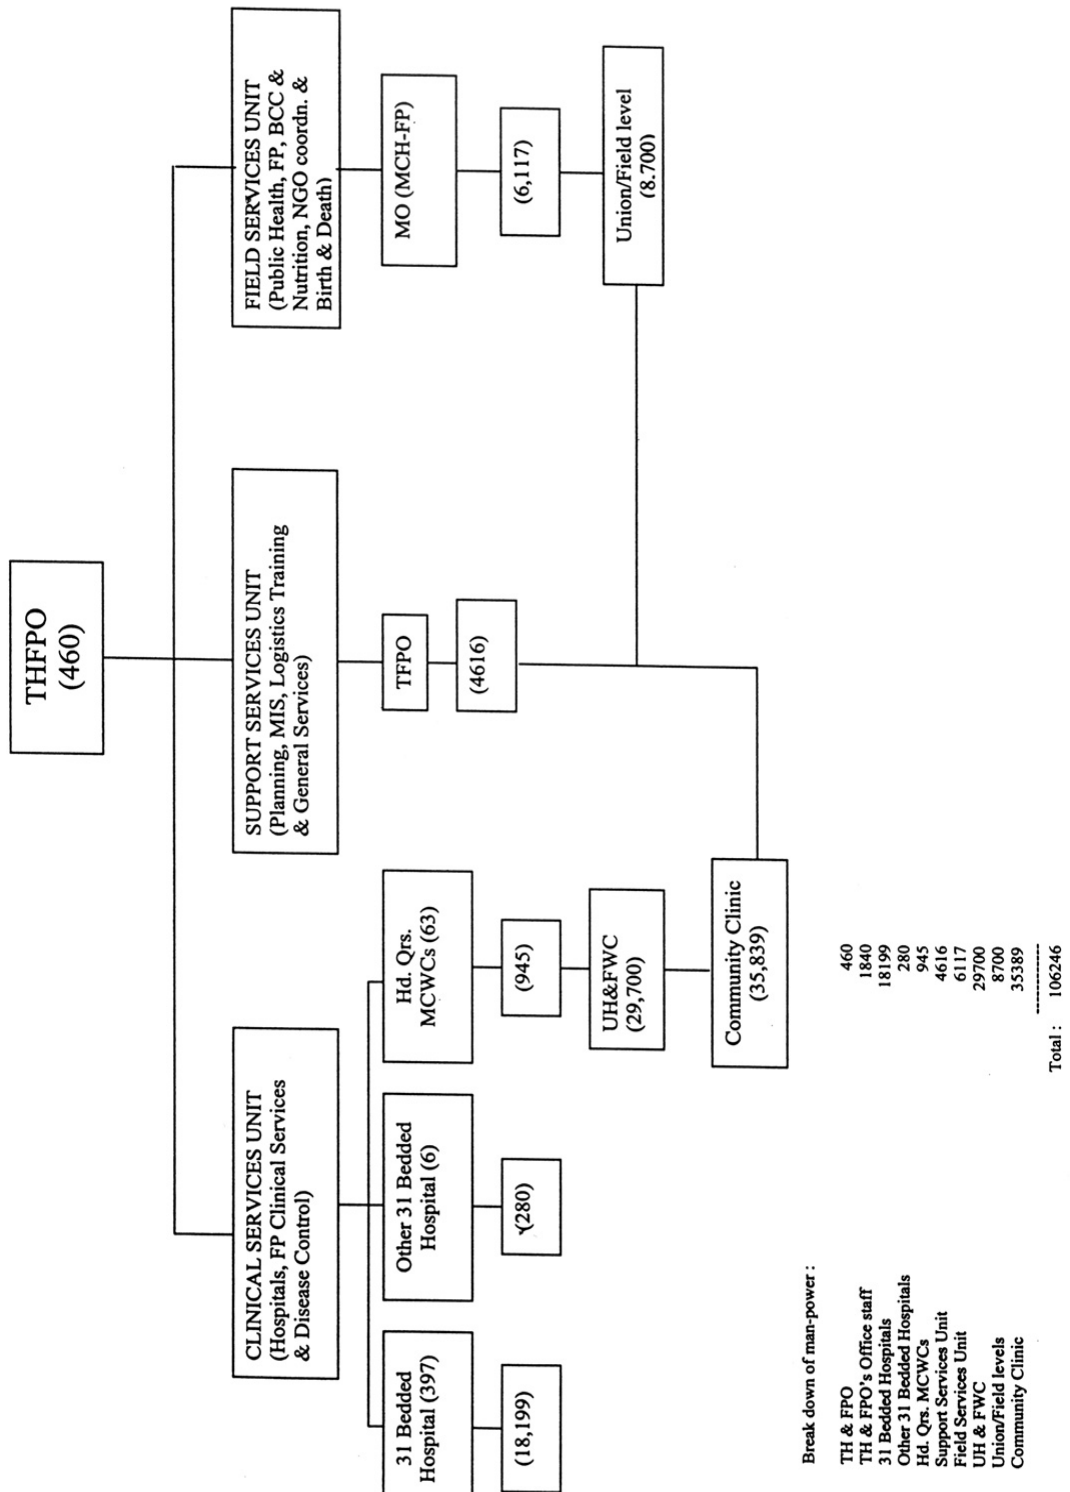 THFPO
(460)
CLINICAL SERVICES UNIT
(Hospitals, FP Clinical Services
& Disease Control)
SUPPORT SERVICES UNIT
(Planning, MIS, Logistics Training
& General Services)
FIELD SERVICES UNIT
(Public Health, FP, BCC &
Nutrition, NGO coordn. &
Birth & Death)
31 Bedded
Hospital (397)
Other 31 Bedded
Hospital (6)
Hd. Qrs.
MCWCs (63)
TFPO
MO (MCH-FP)
(18,199)
(280)
(945)
(4616)
(6,117)
UH&FWC
(29,700)
Union/Field level
(8.700)
Community Clinic
(35,839)
Break down of man-power :
TH & FPO 460
TH & FPO's Office staff 1840
31 Bedded Hospitals 18199
Other 31 Bedded Hospitals 280
Hd. Qrs. MCWCs 945
Support Services Unit 4616
Field Services Unit 6117
UH & FWC 29700
Union/Field levels 8700
Community Clinic 35389
----------
Total : 106246